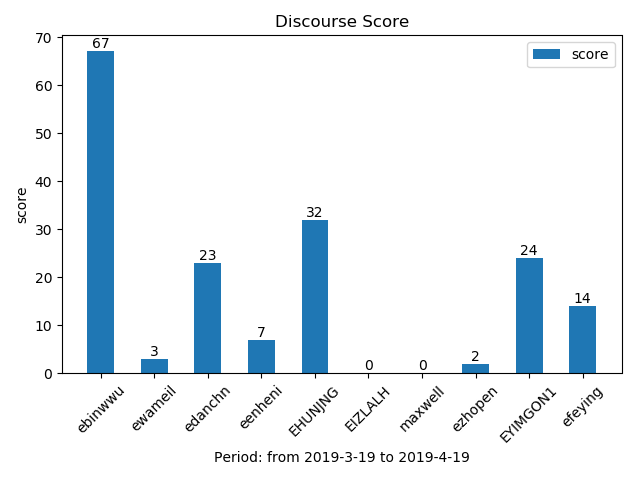 Discourse Score
score
70
60
50
40
30
20
10
0
score
67
3
23
7
32
0
0
2
24
14
ebinwwu
ewameil
edanchn
eenheni
EHUNJNG
EIZLALH
maxwell
ezhopen
EYIMGON1
efeying
Period: from 2019-3-19 to 2019-4-19